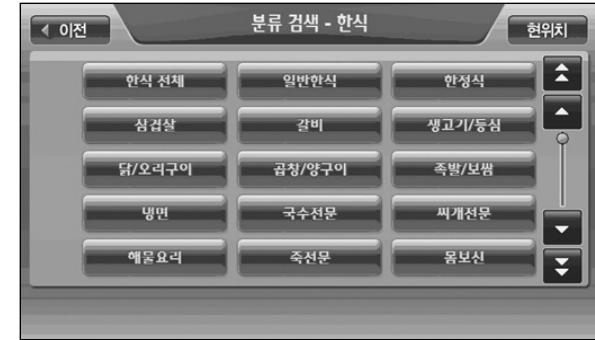 이전 분류 검색 - 한식 현위치
한식 전체 일반한식 한정식
삼겹살 갈비 생고기/등심
닭/오리구이 곱창/양구이 족발/보쌈
냉면 국수전문 찌개전문
해물요리 죽전문 몸보신